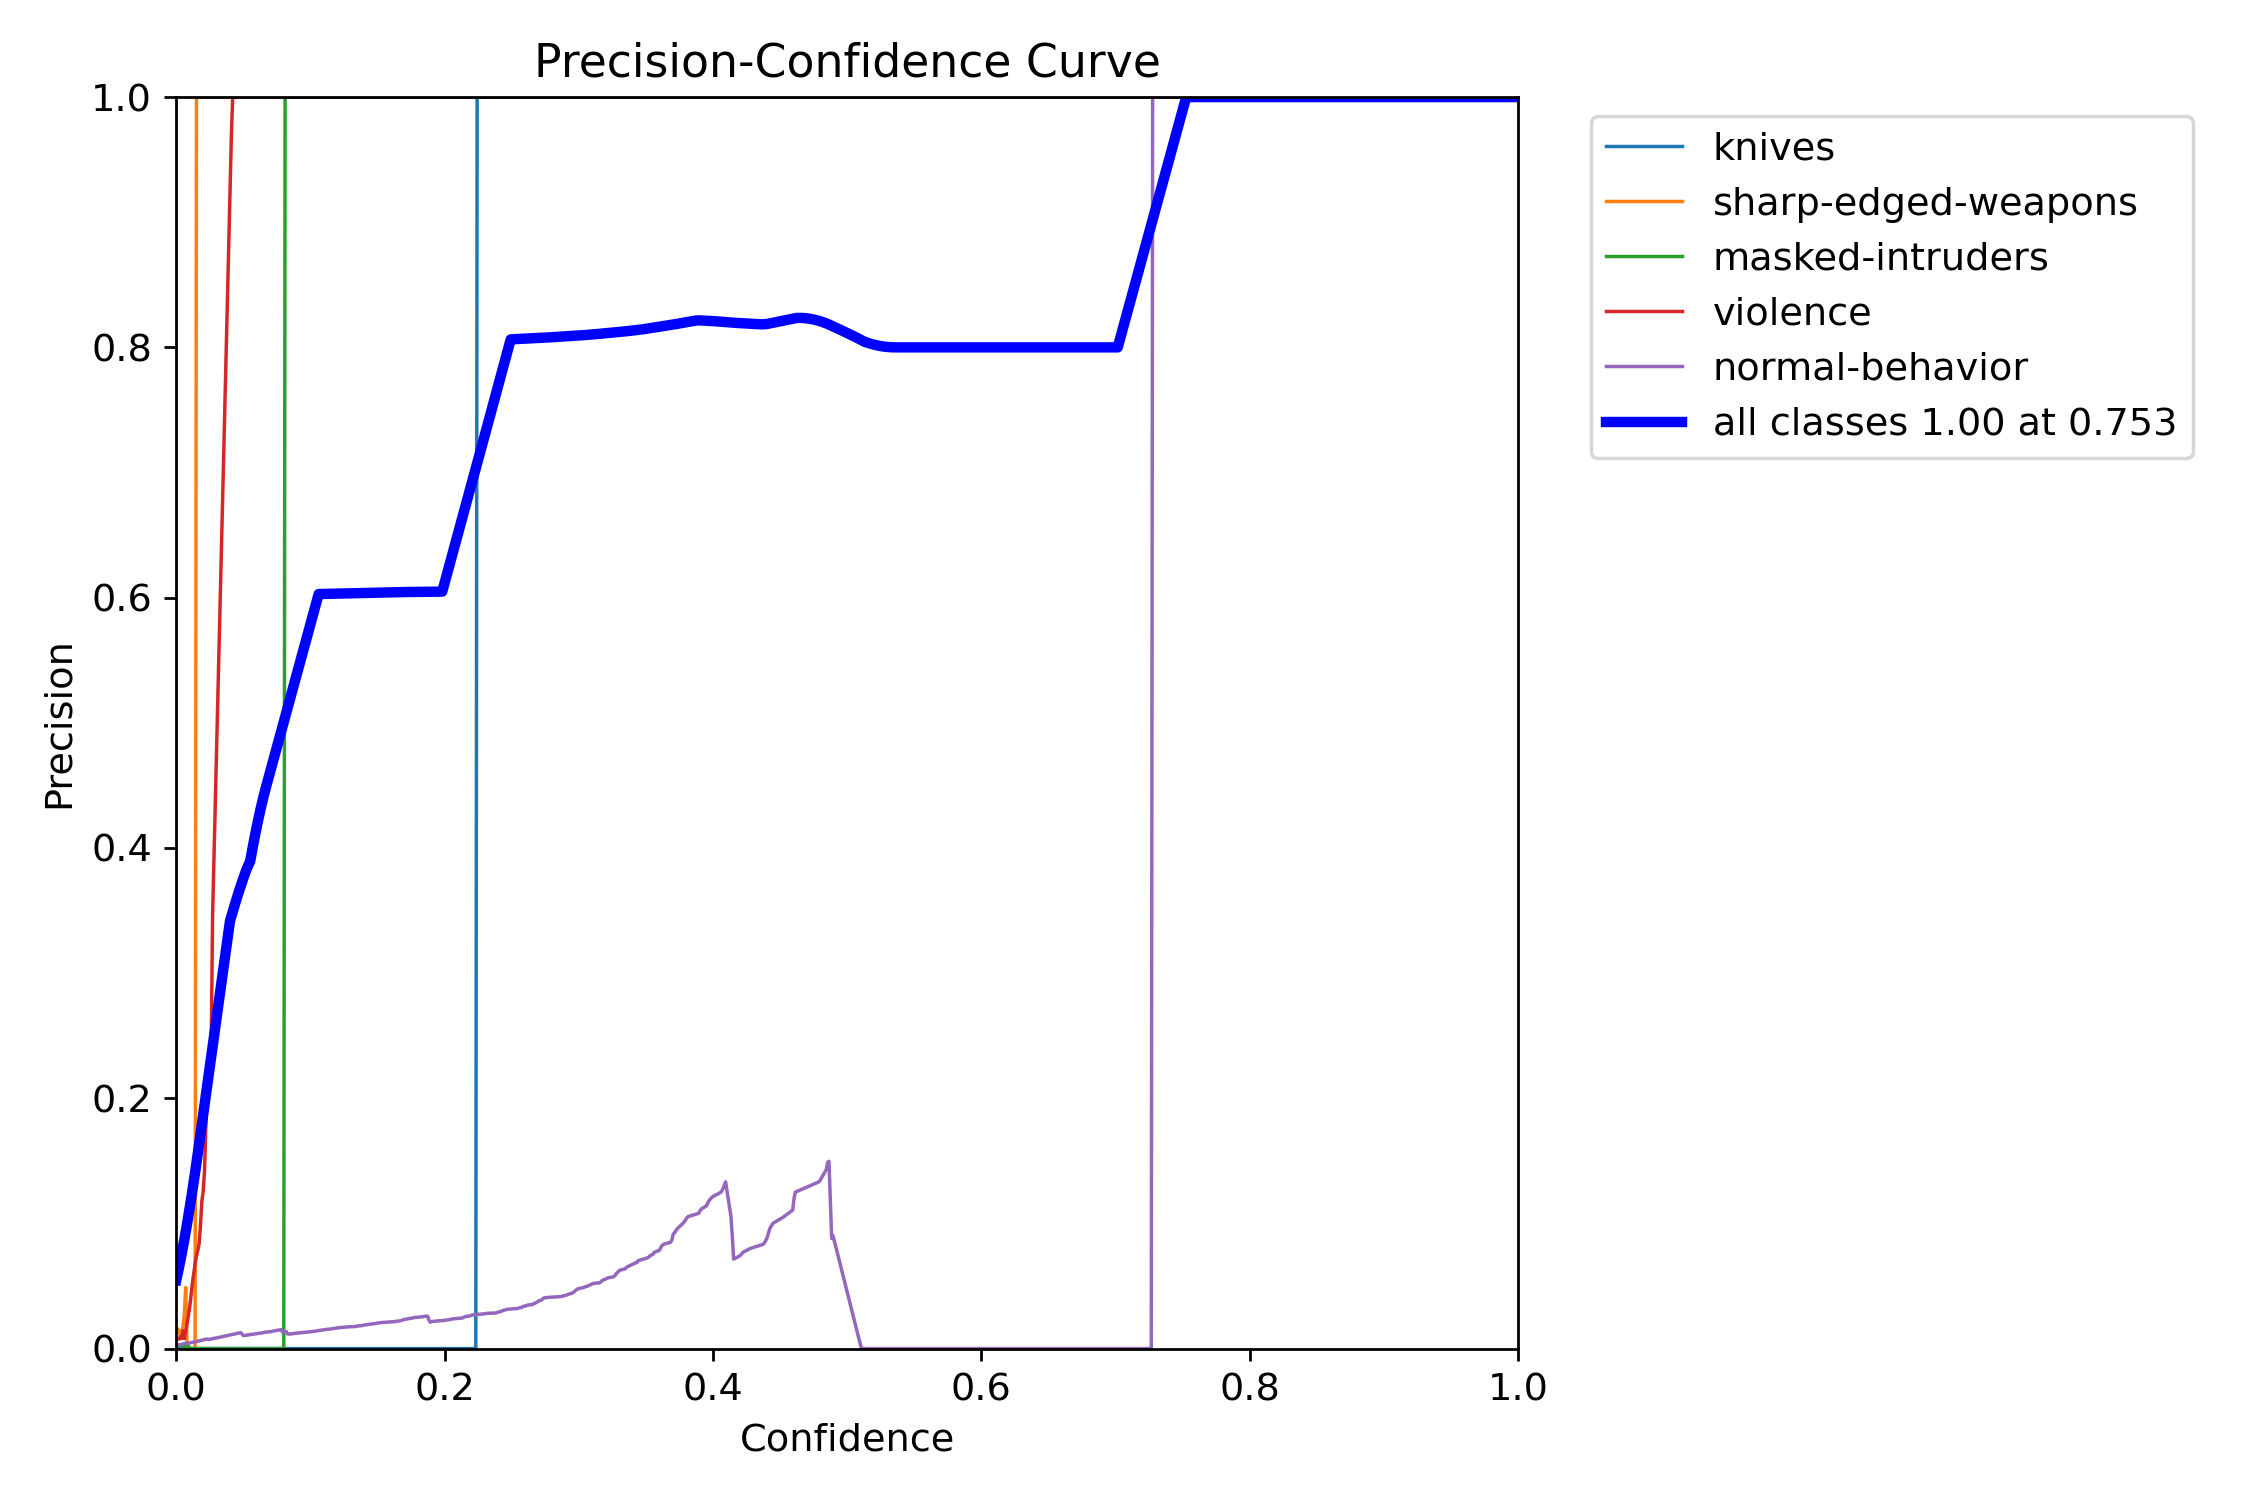 Precision-Confidence Curve
1.0
0.8
0.6
0.4
0.2
0.0
Precision
0.0 0.2 0.4 0.6 0.8 1.0
Confidence
knives
sharp-edged-weapons
masked-intruders
violence
normal-behavior
all classes 1.00 at 0.753